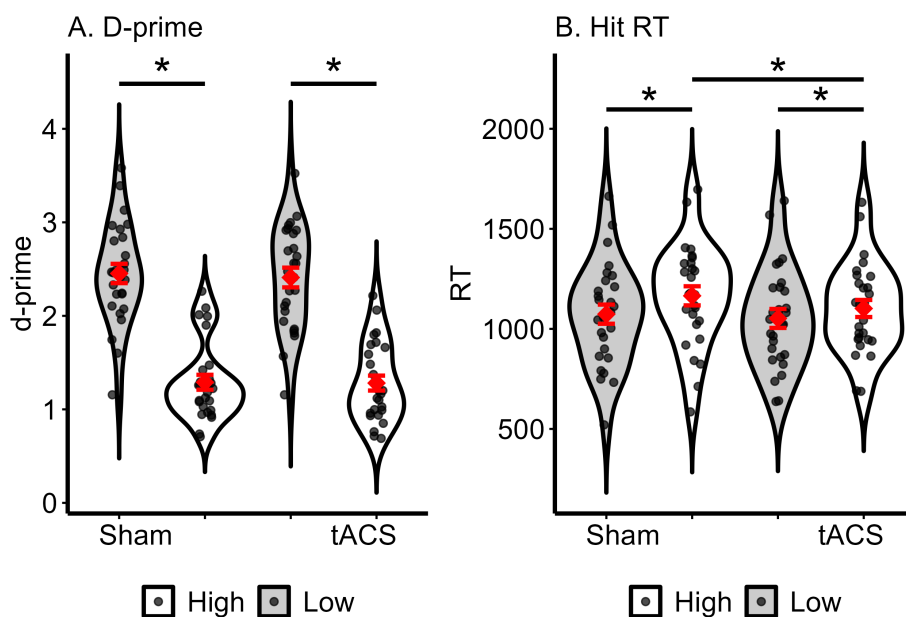 A. D-prime
*
*
4
3
2
1
0
d-prime
Sham
tACS
High
Low
B. Hit RT
*
*
*
2000
1500
1000
500
RT
Sham
tACS
High
Low